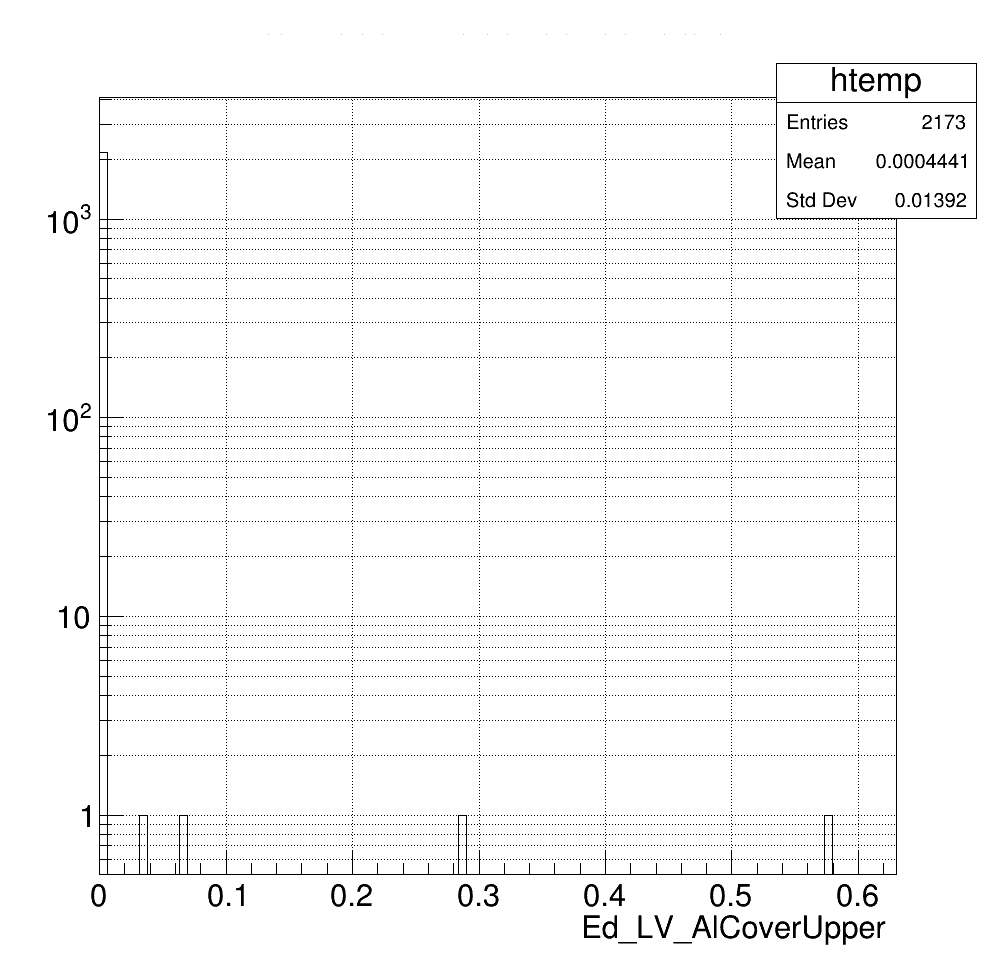 htemp
Entries 2173
Mean 0.0004441
Std Dev 0.01392
10³
10²
10
1
0 0.1 0.2 0.3 0.4 0.5 0.6
Ed_LV_AlCoverUpper